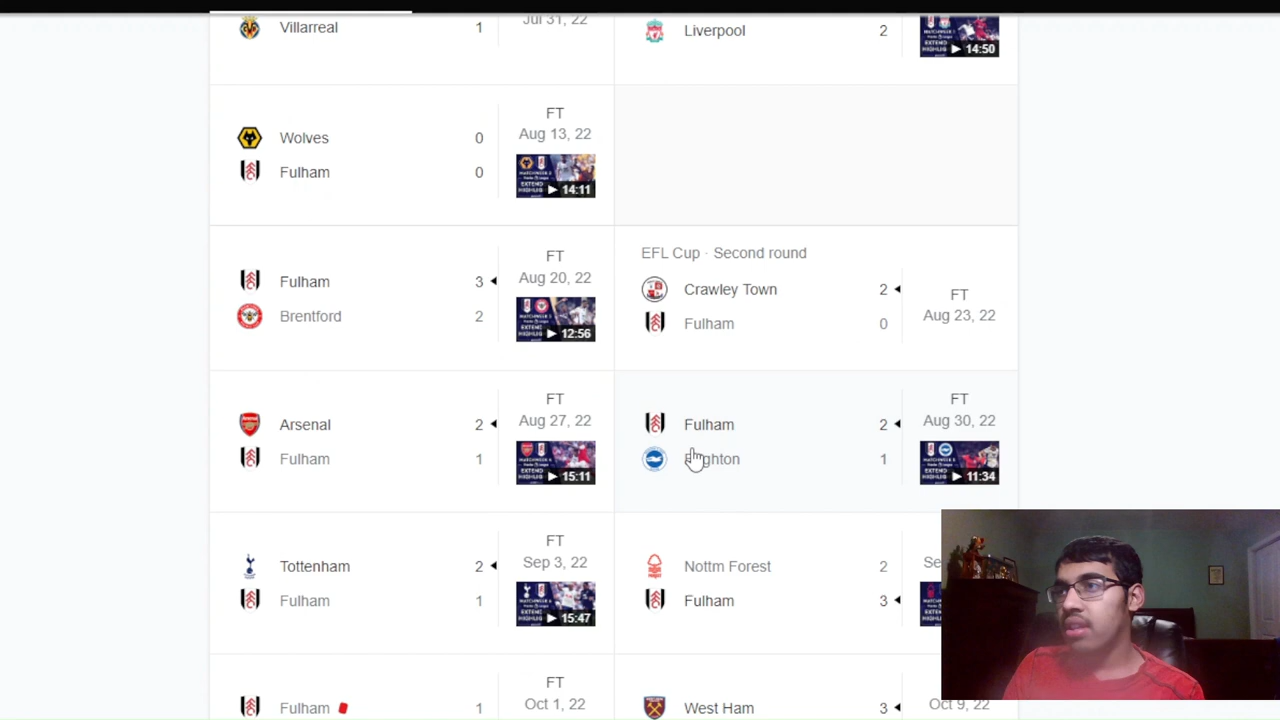 Villarreal 1
Jul 31, 22
Liverpool 2
14:50
FT
Wolves 0
Aug 13, 22
Fulham 0
14:11
FT
Fulham 3
Aug 20, 22
Brentford 2
12:56
EFL Cup · Second round
Crawley Town 2
FT
Fulham 0
Aug 23, 22
FT
Arsenal 2
Aug 27, 22
Fulham 1
15:11
FT
Fulham 2
Aug 30, 22
1
11:34
FT
Tottenham 2
Sep 3, 22
Fulham 1
15:47
Nottm Forest 2
Fulham 3
FT
Fulham 1
Oct 1, 22
West Ham 3
Oct 9, 22